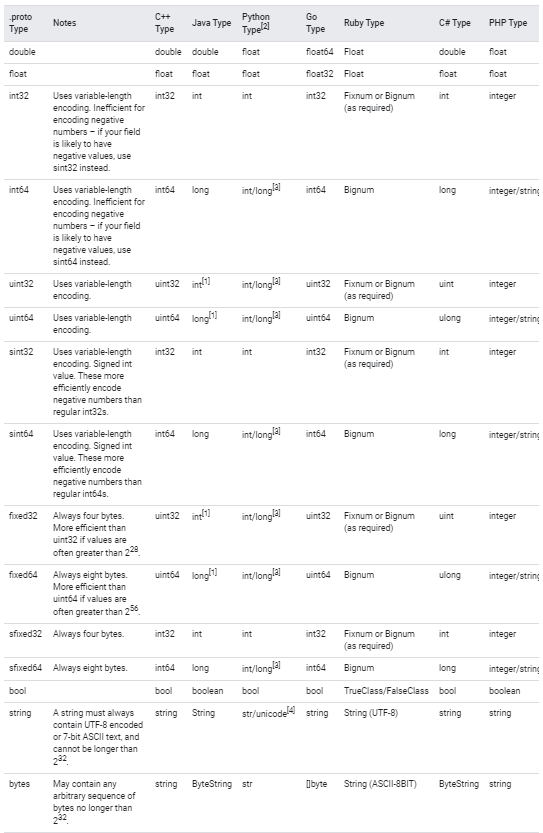 .proto Type Notes C++ Type Java Type Python Type[2] Go Type Ruby Type C# Type PHP Type
double double double float float64 Float double float
float float float float float32 Float float float
int32 Uses variable-length encoding. Inefficient for encoding negative numbers – if your field is likely to have negative values, use sint32 instead. int32 int int int32 Fixnum or Bignum (as required) int integer
int64 Uses variable-length encoding. Inefficient for encoding negative numbers – if your field is likely to have negative values, use sint64 instead. int64 long int/long[3] int64 Bignum long integer/string
uint32 Uses variable-length encoding. uint32 int[1] int/long[3] uint32 Fixnum or Bignum (as required) uint integer
uint64 Uses variable-length encoding. uint64 long[1] int/long[3] uint64 Bignum ulong integer/string
sint32 Uses variable-length encoding. Signed int value. These more efficiently encode negative numbers than regular int32s. int32 int int int32 Fixnum or Bignum (as required) int integer
sint64 Uses variable-length encoding. Signed int value. These more efficiently encode negative numbers than regular int64s. int64 long int/long[3] int64 Bignum long integer/string
fixed32 Always four bytes. More efficient than uint32 if values are often greater than 2^28. uint32 int[1] int/long[3] uint32 Fixnum or Bignum (as required) uint integer
fixed64 Always eight bytes. More efficient than uint64 if values are often greater than 2^56. uint64 long[1] int/long[3] uint64 Bignum ulong integer/string
sfixed32 Always four bytes. int32 int int int32 Fixnum or Bignum (as required) int integer
sfixed64 Always eight bytes. int64 long int/long[3] int64 Bignum long integer/string
bool bool boolean bool bool TrueClass/FalseClass bool boolean
string A string must always contain UTF-8 encoded or 7-bit ASCII text, and cannot be longer than 2^32. string String str/unicode[4] string String (UTF-8) string string
bytes May contain any arbitrary sequence of bytes no longer than 2^32. string ByteString str []byte String (ASCII-8BIT) ByteString string